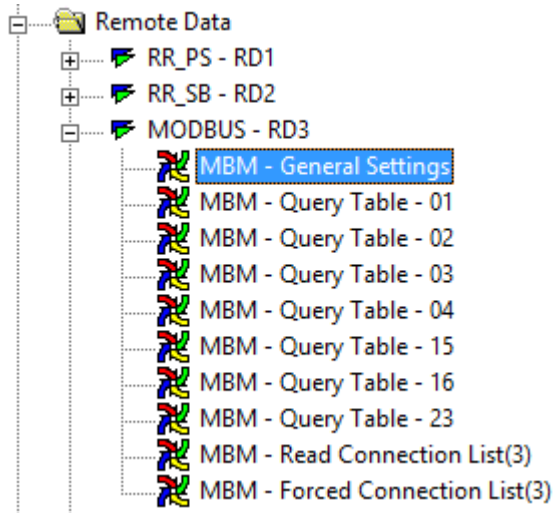 Remote Data
RR_PS - RD1
RR_SB - RD2
MODBUS - RD3
MBM - General Settings
MBM - Query Table - 01
MBM - Query Table - 02
MBM - Query Table - 03
MBM - Query Table - 04
MBM - Query Table - 15
MBM - Query Table - 16
MBM - Query Table - 23
MBM - Read Connection List(3)
MBM - Forced Connection List(3)